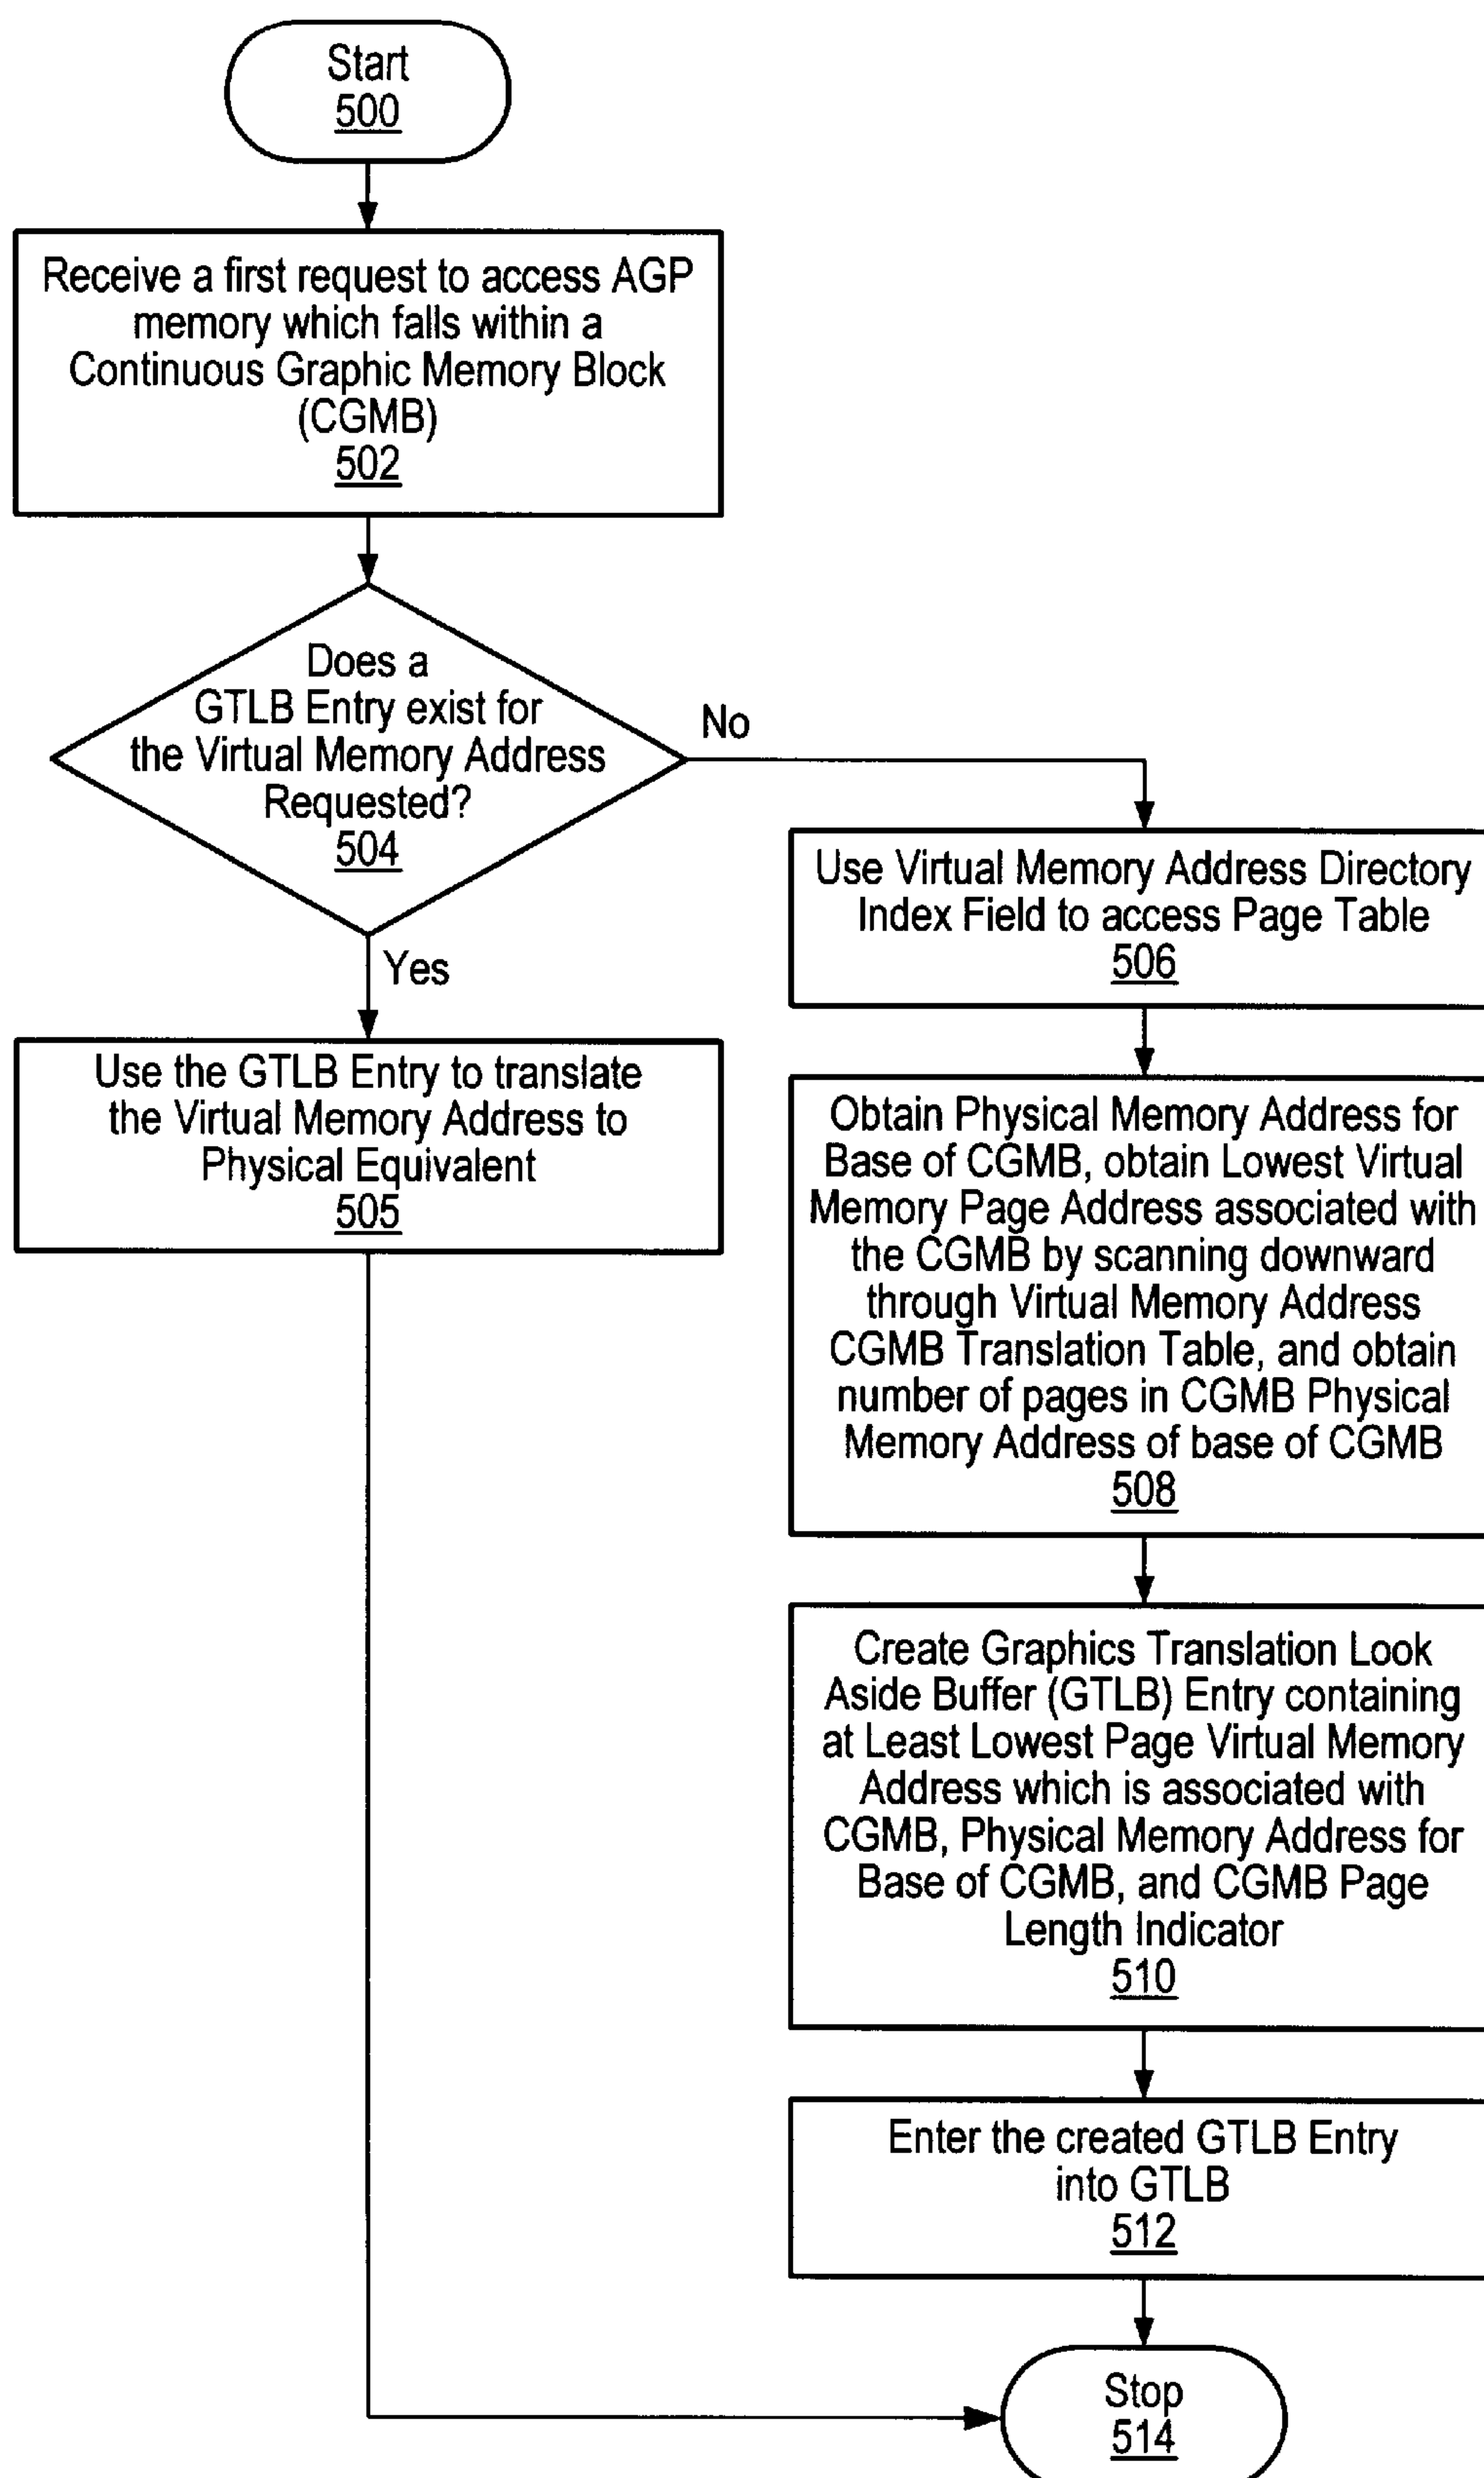 Start
500
Receive a first request to access AGP
memory which falls within a
Continuous Graphic Memory Block
(CGMB)
502
Does a
GTLB Entry exist for
the Virtual Memory Address
Requested?
504
No
Yes
Use the GTLB Entry to translate
the Virtual Memory Address to
Physical Equivalent
505
Use Virtual Memory Address Directory
Index Field to access Page Table
506
Obtain Physical Memory Address for
Base of CGMB, obtain Lowest Virtual
Memory Page Address associated with
the CGMB by scanning downward
through Virtual Memory Address
CGMB Translation Table, and obtain
number of pages in CGMB Physical
Memory Address of base of CGMB
508
Create Graphics Translation Look
Aside Buffer (GTLB) Entry containing
at Least Lowest Page Virtual Memory
Address which is associated with
CGMB, Physical Memory Address for
Base of CGMB, and CGMB Page
Length Indicator
510
Enter the created GTLB Entry
into GTLB
512
Stop
514